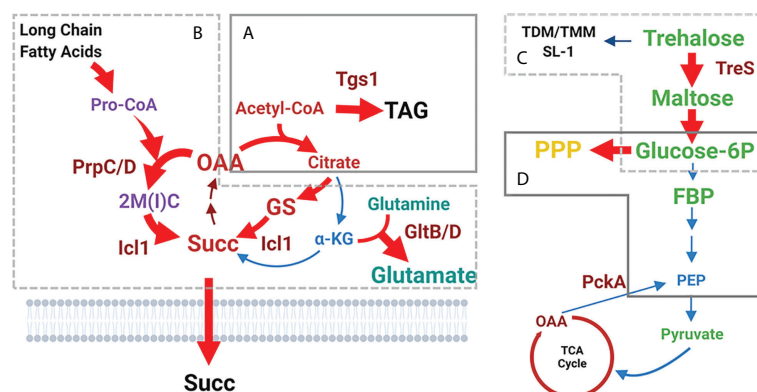 Long Chain
Fatty Acids
B
A
Pro-CoA
Tgs1
Acetyl-CoA
TAG
PrpC/D
OAA
Citrate
2M(I)C
GS
Glutamine
Icl1
Succ
Icl1
α-KG
GltB/D
Glutamate
Succ
TDM/TMM
SL-1
C
Trehalose
TreS
Maltose
PPP
Glucose-6P
D
FBP
PckA
PEP
OAA
TCA
Cycle
Pyruvate